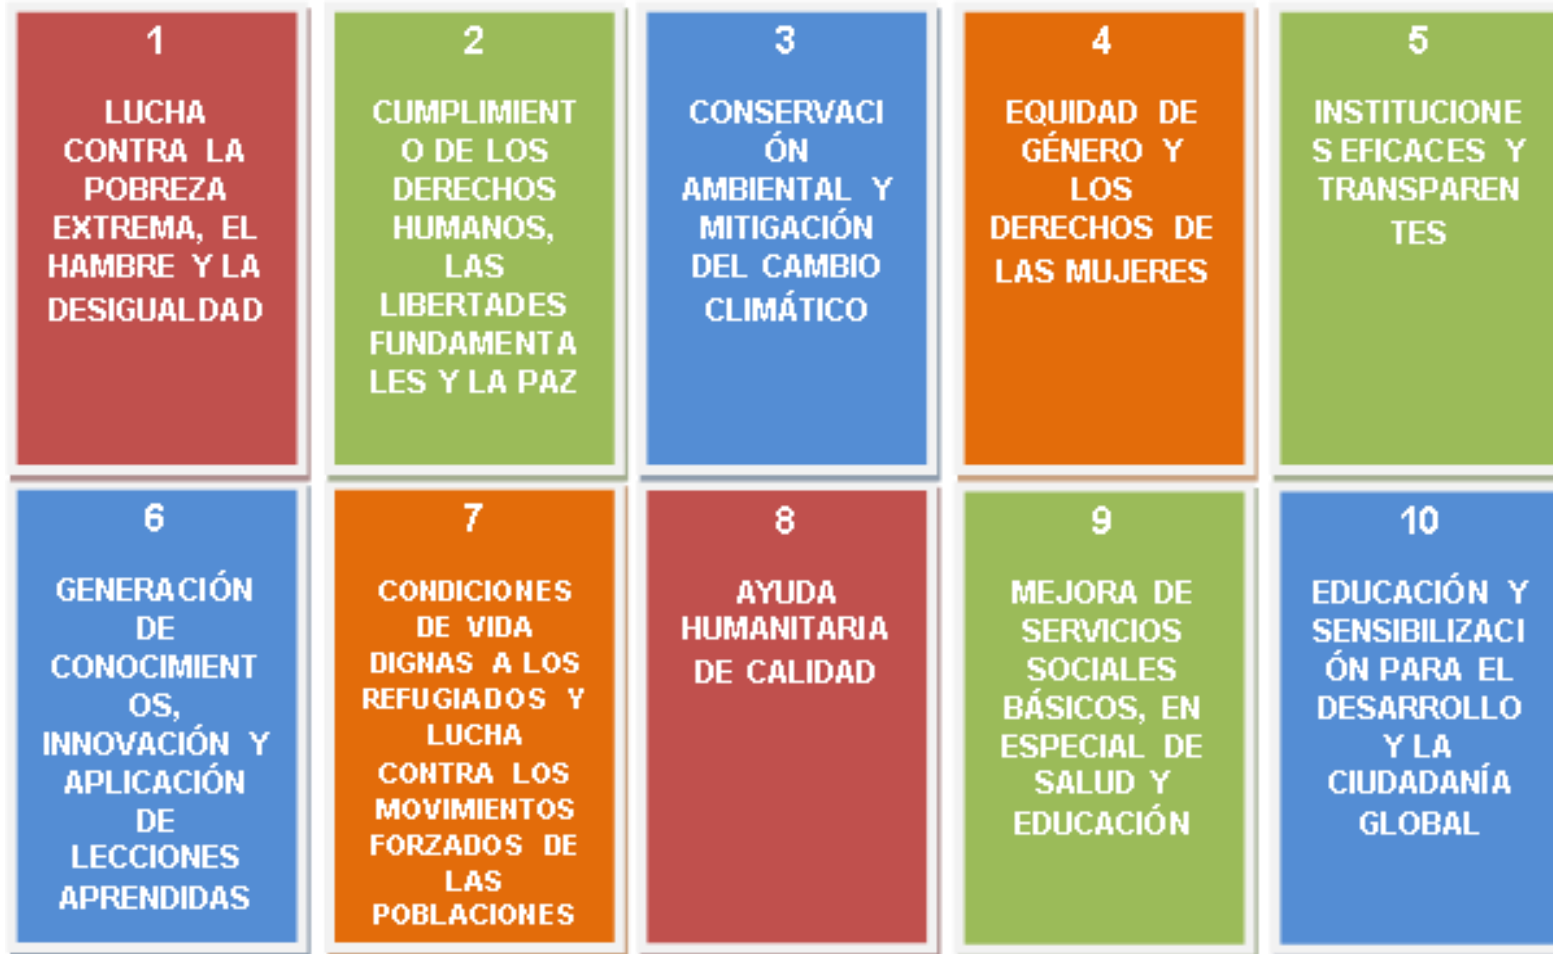 1
LUCHA
CONTRA LA
POBREZA
EXTREMA, EL
HAMBRE Y LA
DESIGUALDAD
2
CUMPLIMIENT
O DE LOS
DERECHOS
HUMANOS,
LAS
LIBERTADES
FUNDAMENTA
LES Y LA PAZ
3
CONSERVACI
ÓN
AMBIENTAL Y
MITIGACIÓN
DEL CAMBIO
CLIMÁTICO
4
EQUIDAD DE
GÉNERO Y
LOS
DERECHOS DE
LAS MUJERES
5
INSTITUCIONE
S EFICACES Y
TRANSPAREN
TES
6
GENERACIÓN
DE
CONOCIMIENT
OS,
INNOVACIÓN Y
APLICACIÓN
DE
LECCIONES
APRENDIDAS
7
CONDICIONES
DE VIDA
DIGNAS A LOS
REFUGIADOS Y
LUCHA
CONTRA LOS
MOVIMIENTOS
FORZADOS DE
LAS
POBLACIONES
8
AYUDA
HUMANITARIA
DE CALIDAD
9
MEJORA DE
SERVICIOS
SOCIALES
BÁSICOS, EN
ESPECIAL DE
SALUD Y
EDUCACIÓN
10
EDUCACIÓN Y
SENSIBILIZACI
ÓN PARA EL
DESARROLLO
Y LA
CIUDADANÍA
GLOBAL